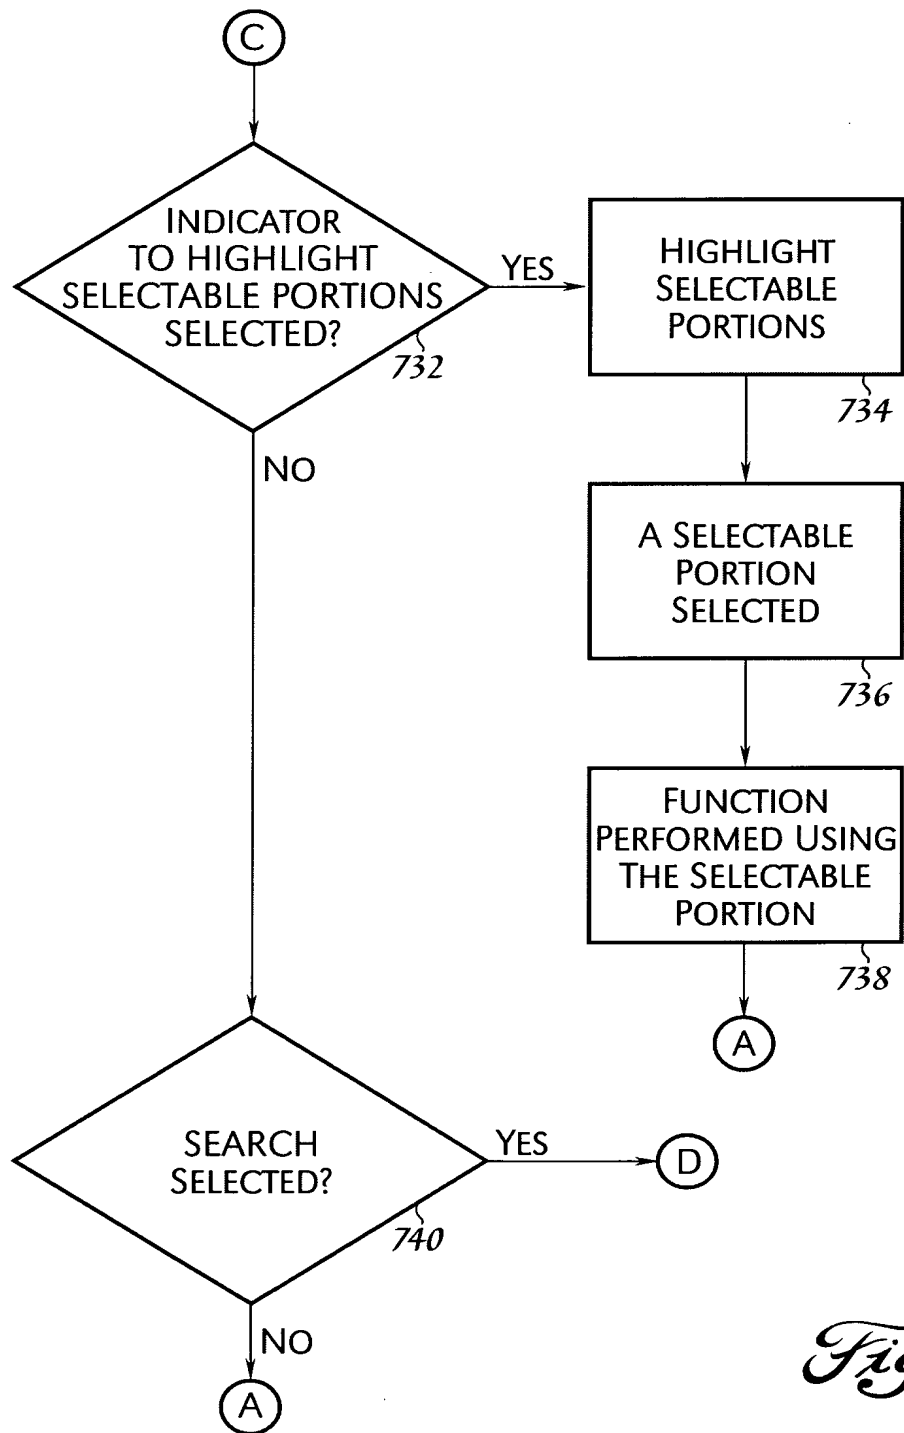 C
INDICATOR
TO HIGHLIGHT
SELECTABLE PORTIONS
SELECTED?
732
YES
HIGHLIGHT
SELECTABLE
PORTIONS
734
NO
A SELECTABLE
PORTION
SELECTED
736
FUNCTION
PERFORMED USING
THE SELECTABLE
PORTION
738
A
SEARCH
SELECTED?
740
YES
D
NO
A